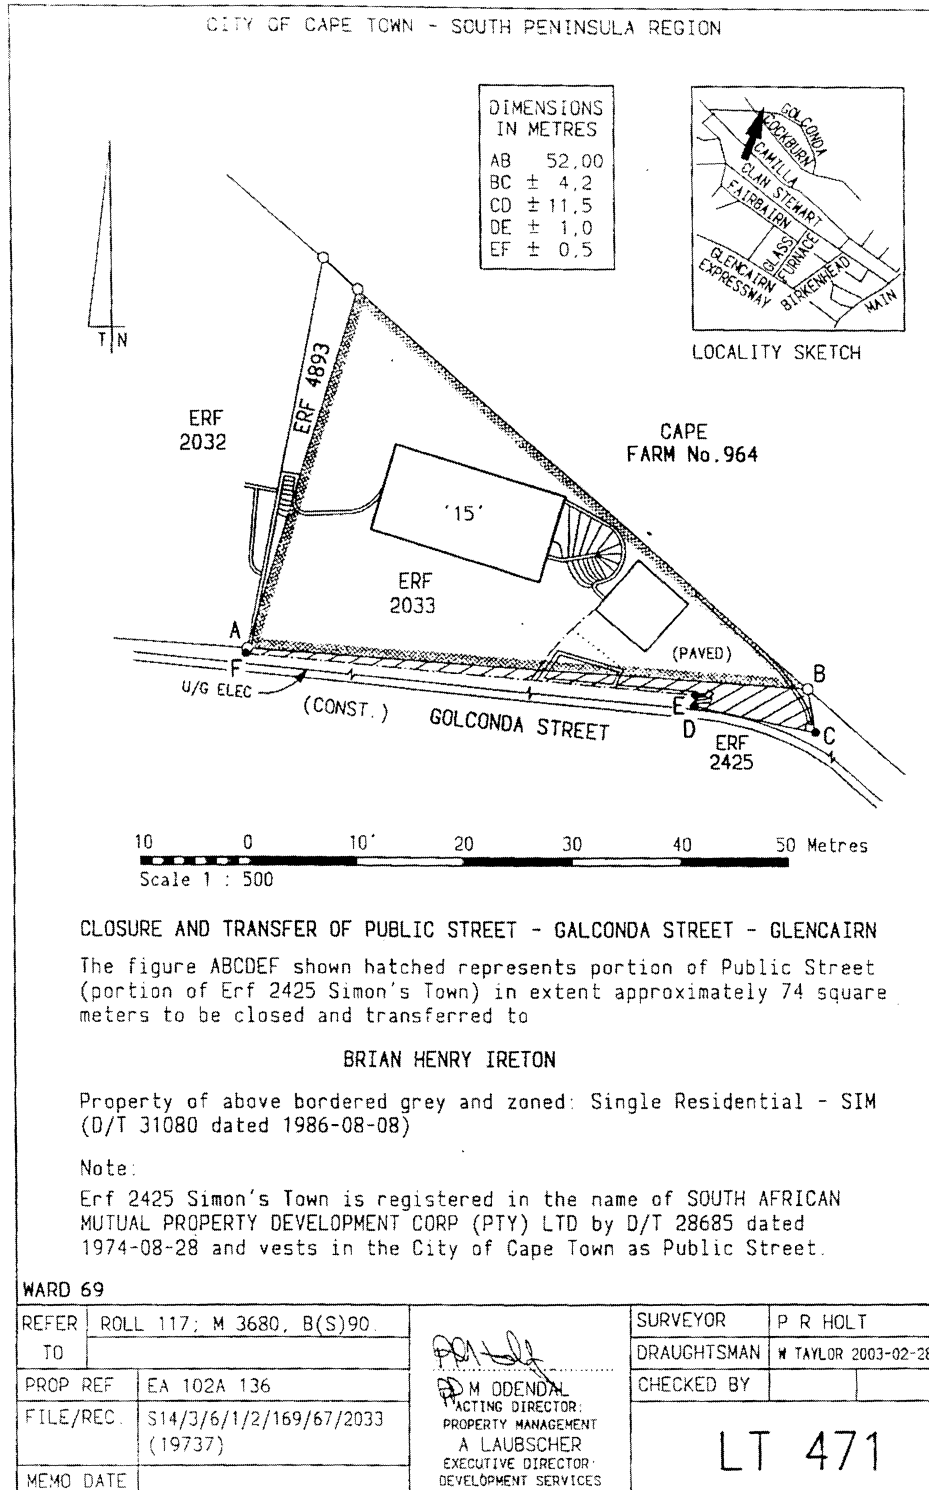 CITY OF CAPE TOWN - SOUTH PENINSULA REGION
DIMENSIONS
IN METRES
AB 52,00
BC ± 4,2
CD ± 11,5
DE ± 1,0
EF ± 0,5
GOLCONDA
COCKBURN
CAMILLA
CLAN STEWART
FAIRBAIRN
GLASS
FURNACE
GLENCAIRN
EXPRESSWAY
BIRKENHEAD
MAIN
LOCALITY SKETCH
T N
ERF 4893
ERF
2032
CAPE
FARM No.964
'15'
ERF
2033
A
F
(PAVED)
B
U/G ELEC
(CONST.)
GOLCONDA STREET
E
D
C
ERF
2425
10 0 10 20 30 40 50 Metres
Scale 1 : 500
CLOSURE AND TRANSFER OF PUBLIC STREET - GALCONDA STREET - GLENCAIRN
The figure ABCDEF shown hatched represents portion of Public Street
(portion of Erf 2425 Simon's Town) in extent approximately 74 square
meters to be closed and transferred to
BRIAN HENRY IRETON
Property of above bordered grey and zoned: Single Residential - SIM
(D/T 31080 dated 1986-08-08)
Note:
Erf 2425 Simon's Town is registered in the name of SOUTH AFRICAN
MUTUAL PROPERTY DEVELOPMENT CORP (PTY) LTD by D/T 28685 dated
1974-08-28 and vests in the City of Cape Town as Public Street.
WARD 69
REFER TO
ROLL 117; M 3680, B(S)90.
PROP REF
EA 102A 136
FILE/REC.
S14/3/6/1/2/169/67/2033
(19737)
MEMO DATE
M ODENDAL
ACTING DIRECTOR:
PROPERTY MANAGEMENT
A LAUBSCHER
EXECUTIVE DIRECTOR:
DEVELOPMENT SERVICES
SURVEYOR
P R HOLT
DRAUGHTSMAN
W TAYLOR 2003-02-28
CHECKED BY
LT 471